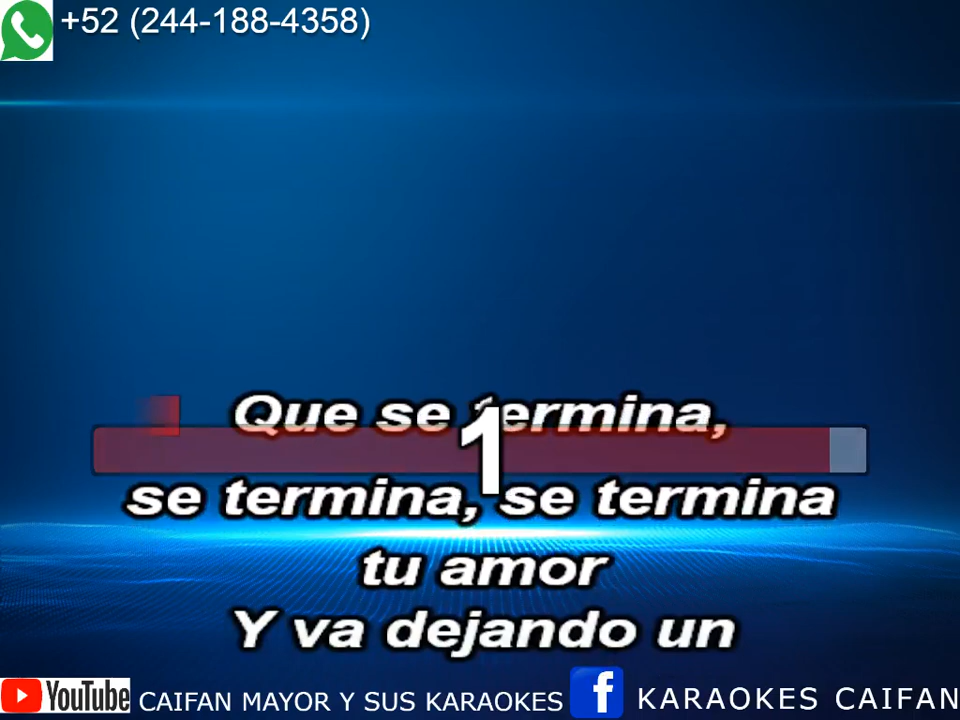 +52 (244-188-4358)
Que se termina,
1
se termina, se termina
tu amor
Y va dejando un
YouTube CAIFAN MAYOR Y SUS KARAOKES f KARAOKES CAIFAN